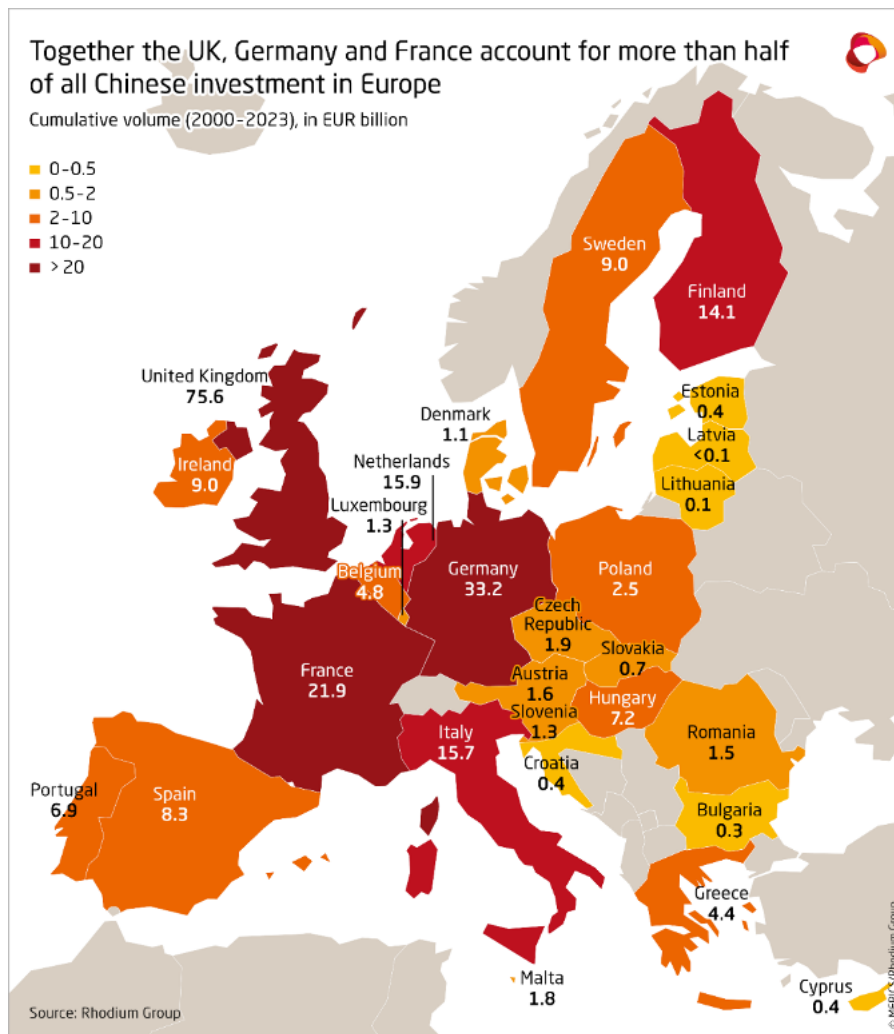 Together the UK, Germany and France account for more than half
of all Chinese investment in Europe
Cumulative volume (2000–2023), in EUR billion
0–0.5
0.5–2
2–10
10–20
>20
Sweden
9.0
Finland
14.1
United Kingdom
75.6
Estonia
0.4
Denmark
1.1
Latvia
<0.1
Ireland
9.0
Netherlands
15.9
Lithuania
0.1
Luxembourg
1.3
Belgium
4.8
Germany
33.2
Poland
2.5
Czech
Republic
1.9
Slovakia
0.7
France
21.9
Austria
1.6
Hungary
7.2
Slovenia
1.3
Italy
15.7
Romania
1.5
Croatia
0.4
Portugal
6.9
Spain
8.3
Bulgaria
0.3
Greece
4.4
Malta
1.8
Cyprus
0.4
Source: Rhodium Group
© MERICS/Rhodium Group